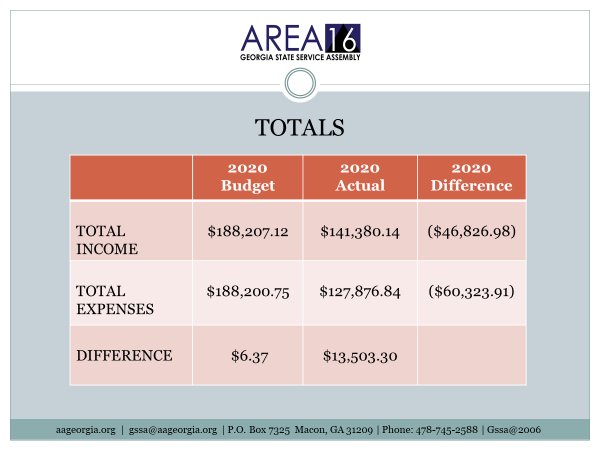 AREA 16
GEORGIA STATE SERVICE ASSEMBLY
TOTALS
2020 Budget 2020 Actual 2020 Difference
TOTAL INCOME $188,207.12 $141,380.14 ($46,826.98)
TOTAL EXPENSES $188,200.75 $127,876.84 ($60,323.91)
DIFFERENCE $6.37 $13,503.30
aageorgia.org | gssa@aageorgia.org | P.O. Box 7325 Macon, GA 31209 | Phone: 478-745-2588 | Gssa@2006